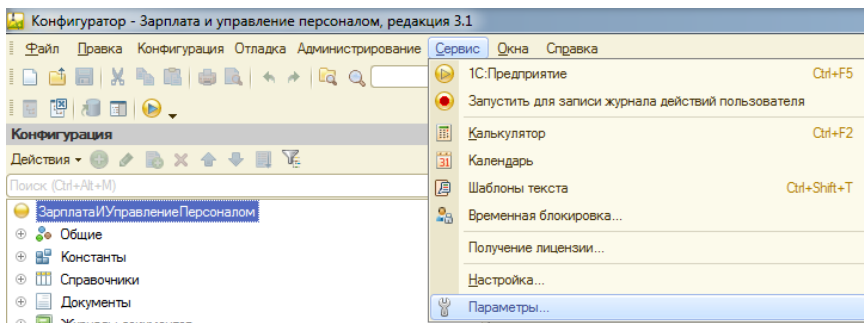 Конфигуратор - Зарплата и управление персоналом, редакция 3.1
Файл Правка Конфигурация Отладка Администрирование Сервис Окна Справка
1С:Предприятие Ctrl+F5
Запустить для записи журнала действий пользователя
Конфигурация
Калькулятор Ctrl+F2
Действия
Календарь
Поиск (Ctrl+Alt+M)
Шаблоны текста Ctrl+Shift+T
ЗарплатаИУправлениеПерсоналом
Временная блокировка...
Общие
Получение лицензии...
Константы
Справочники
Настройка...
Документы
Параметры...